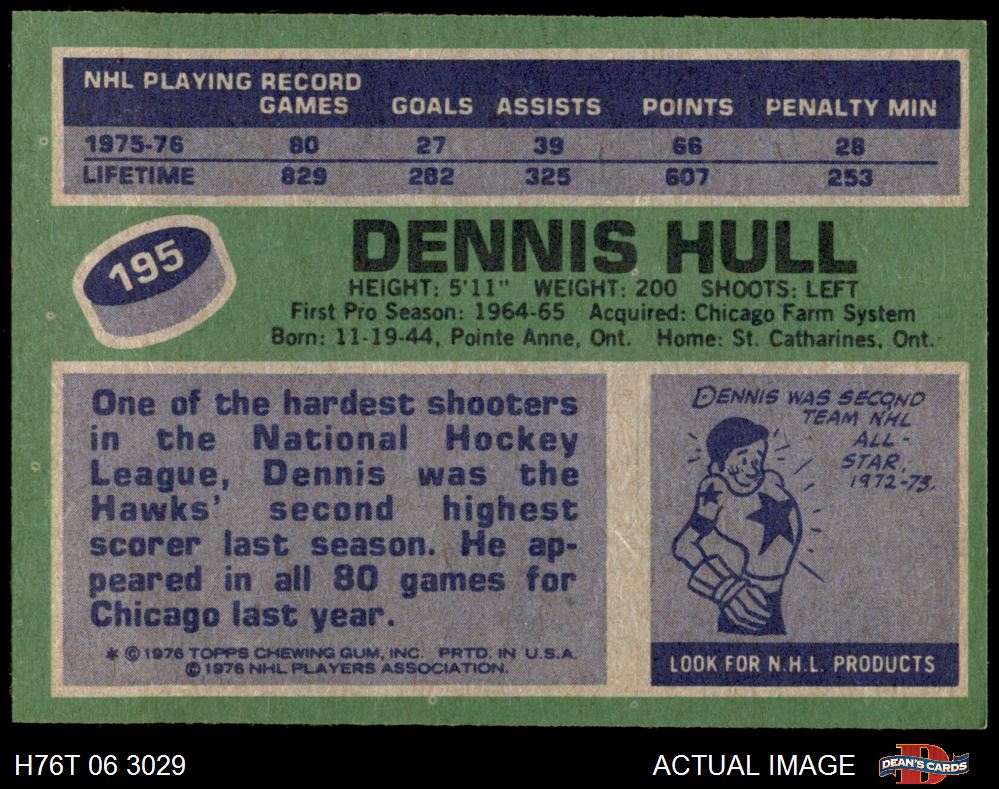 NHL PLAYING RECORD
GAMES GOALS ASSISTS POINTS PENALTY MIN
1975-76 80 27 39 66 28
LIFETIME 829 282 325 607 253
195
DENNIS HULL
HEIGHT: 5'11" WEIGHT: 200 SHOOTS: LEFT
First Pro Season: 1964-65 Acquired: Chicago Farm System
Born: 11-19-44, Pointe Anne, Ont. Home: St. Catharines, Ont.
One of the hardest shooters
in the National Hockey
League, Dennis was the
Hawks' second highest
scorer last season. He ap-
peared in all 80 games for
Chicago last year.
* © 1976 TOPPS CHEWING GUM, INC. PRTD. IN U.S.A.
© 1976 NHL PLAYERS ASSOCIATION.
DENNIS WAS SECOND
TEAM NHL
ALL-
STAR,
1972-73.
LOOK FOR N.H.L. PRODUCTS
H76T 06 3029
ACTUAL IMAGE
D
DEAN'S CARDS